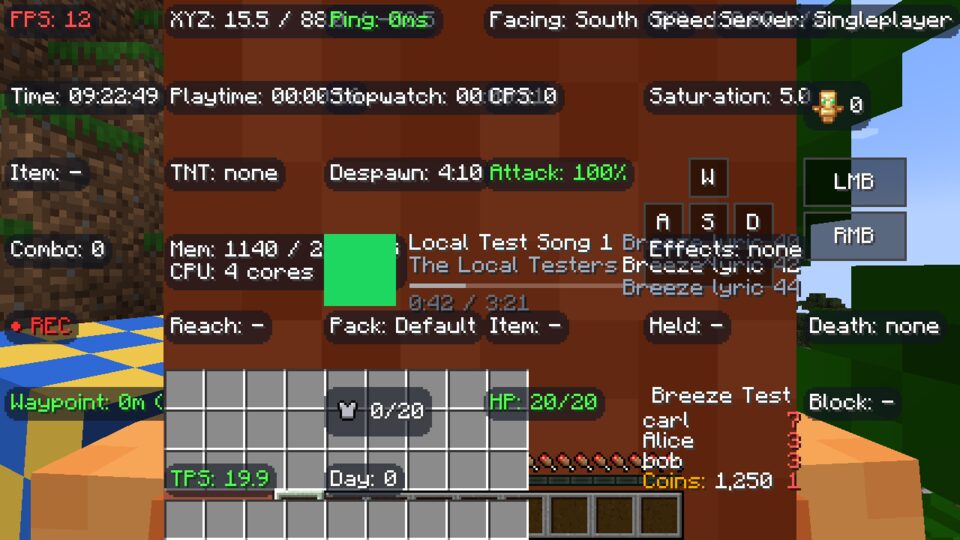 FPS: 12
XYZ: 15.5 / 88
Ping: 0ms
Facing: South
Speed
Server: Singleplayer
Time: 09:22:49
Playtime: 00:00
Stopwatch: 00:
CPS: 0
Saturation: 5.0
0
Item: -
TNT: none
Despawn: 4:10
Attack: 100%
W
LMB
A S D
RMB
Combo: 0
Mem: 1140 / 2
CPU: 4 cores
Local Test Song 1
The Local Testers
0:42 / 3:21
Breeze lyric 40
Effects: none
Breeze lyric 42
Breeze lyric 44
• REC
Reach: -
Pack: Default
Item: -
Held: -
Death: none
Waypoint: 0m (
0/20
HP: 20/20
Breeze Test
carl 7
Alice 3
bob 3
Coins: 1,250 1
Block: -
TPS: 19.9
Day: 0